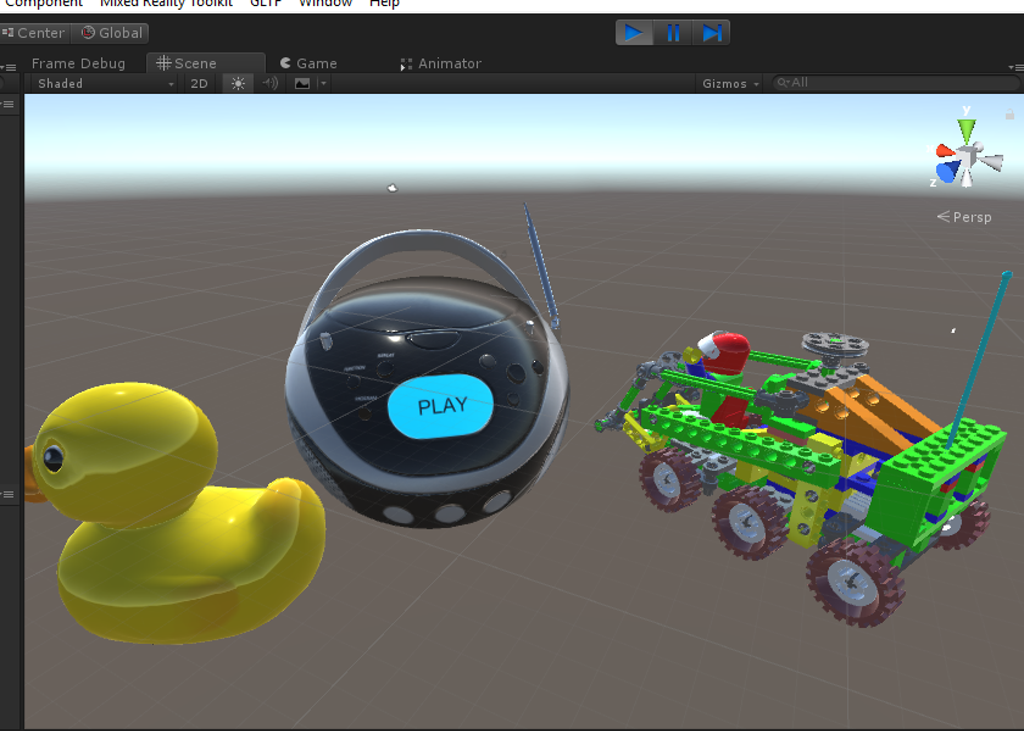 Component Mixed Reality Toolkit GLTF Window Help
Center Global
Frame Debug Scene Game Animator
Shaded 2D Gizmos All
y
z
Persp
PLAY